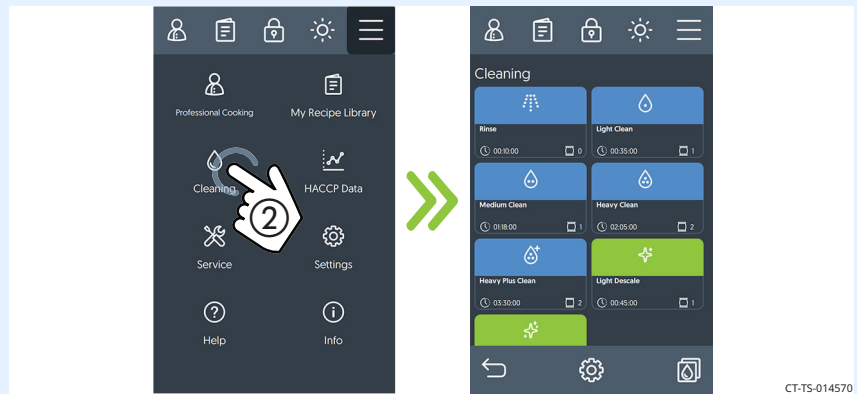 Professional Cooking
My Recipe Library
Cleaning
HACCP Data
2
Service
Settings
Help
Info
Cleaning
Rinse
00:10:00 0
Light Clean
00:35:00 1
Medium Clean
01:18:00 1
Heavy Clean
02:05:00 2
Heavy Plus Clean
03:30:00 2
Light Descale
00:45:00 1
CT-TS-014570